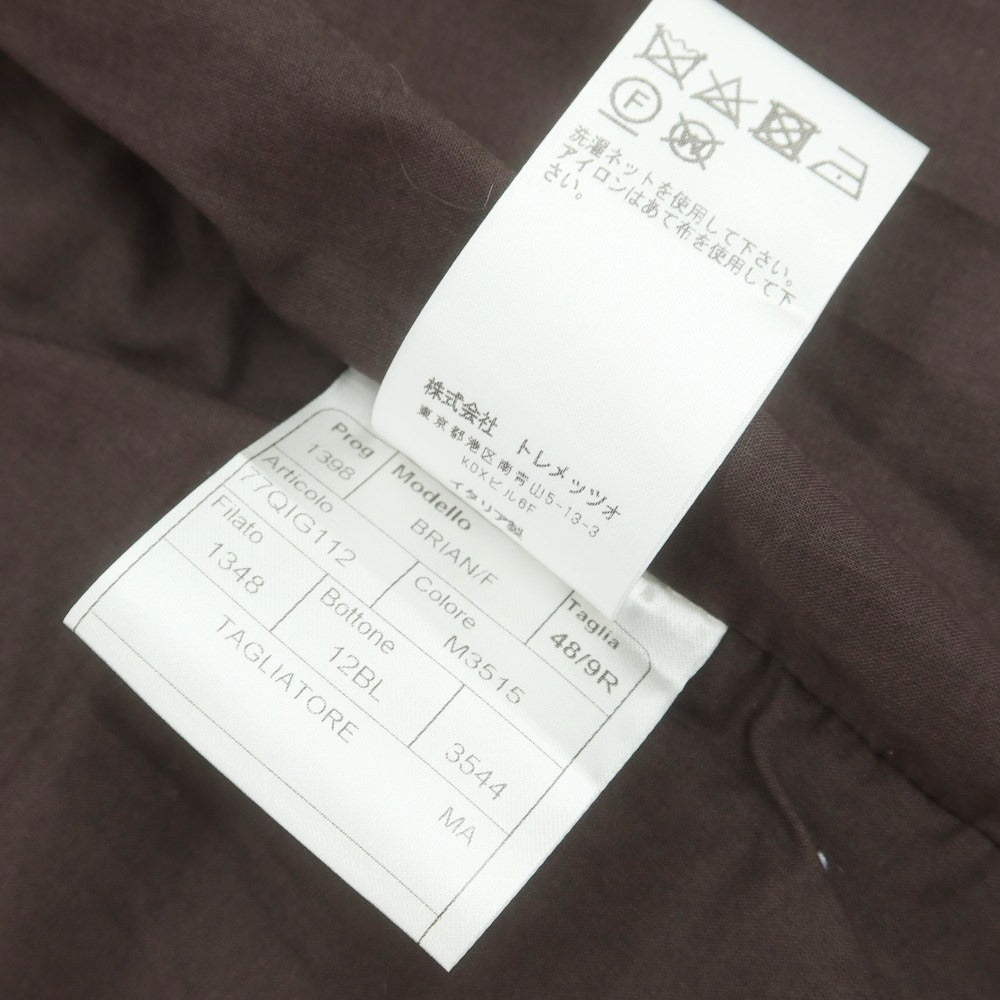 F
W
洗濯ネットを使用して下さい。
アイロンはあて布を使用して下
さい。
株式会社 トレメッツオ
東京都港区南青山5-13-3
KDXビル6F
イタリア製
Prog
1398
Modello
BRIAN/F
Taglia
48/9R
Articolo
77QIG112
Colore
M3515
Filato
1348
Bottone
12BL
3544
TAGLIATORE
MA